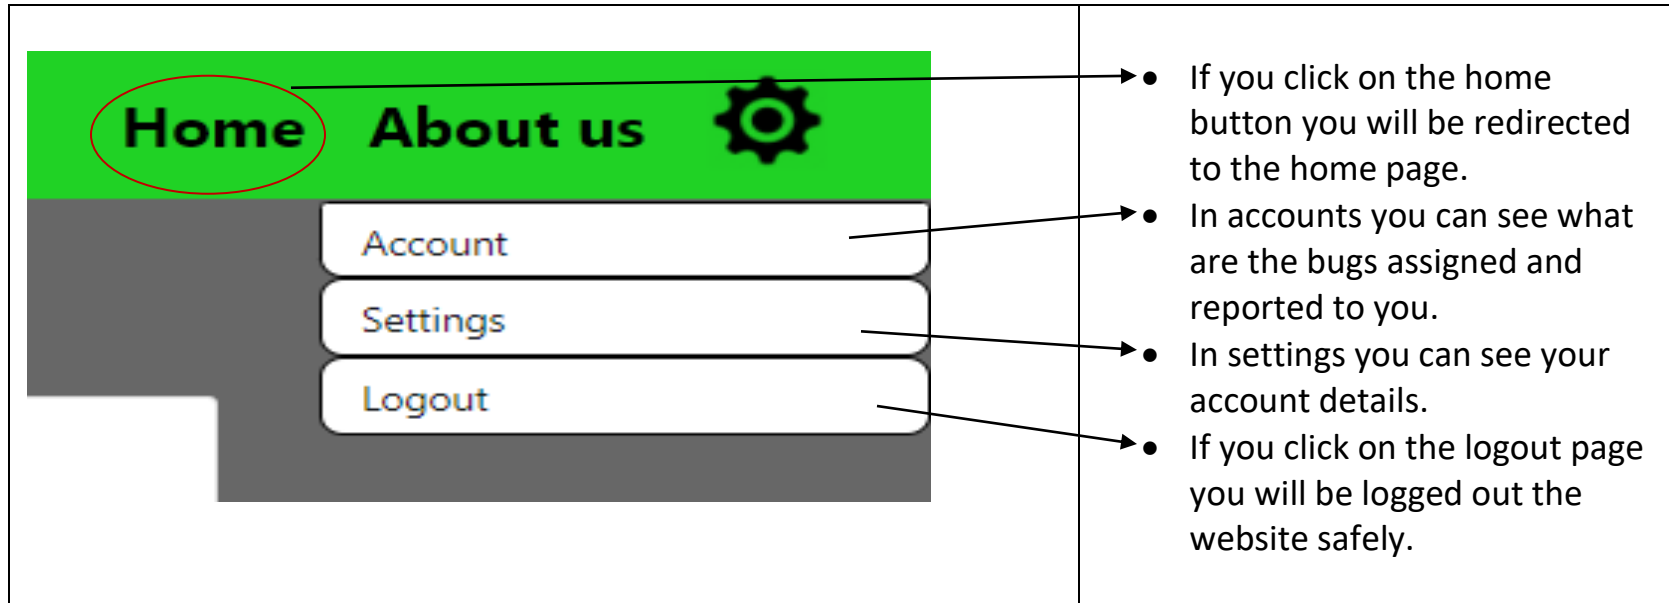 Home About us
Account
Settings
Logout
● If you click on the home
button you will be redirected
to the home page.
● In accounts you can see what
are the bugs assigned and
reported to you.
● In settings you can see your
account details.
● If you click on the logout page
you will be logged out the
website safely.